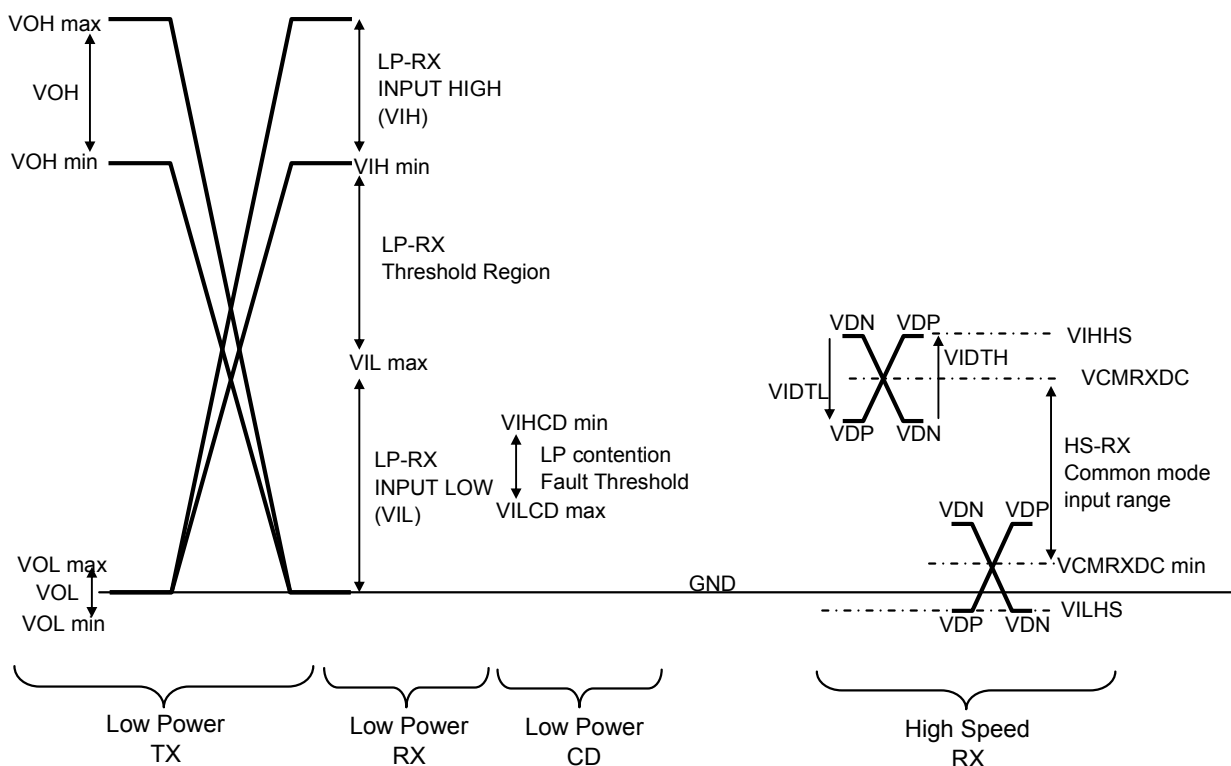 VOH max
VOH
VOH min
LP-RX
INPUT HIGH
(VIH)
VIH min
LP-RX
Threshold Region
VIL max
LP-RX
INPUT LOW
(VIL)
VIHCD min
LP contention
Fault Threshold
VILCD max
VOL max
VOL
VOL min
GND
VDN
VDP
VIHHS
VIDTH
VCMRXDC
VIDTL
VDP
VDN
HS-RX
Common mode
input range
VDN
VDP
VCMRXDC min
VILHS
VDP
VDN
Low Power
TX
Low Power
RX
Low Power
CD
High Speed
RX